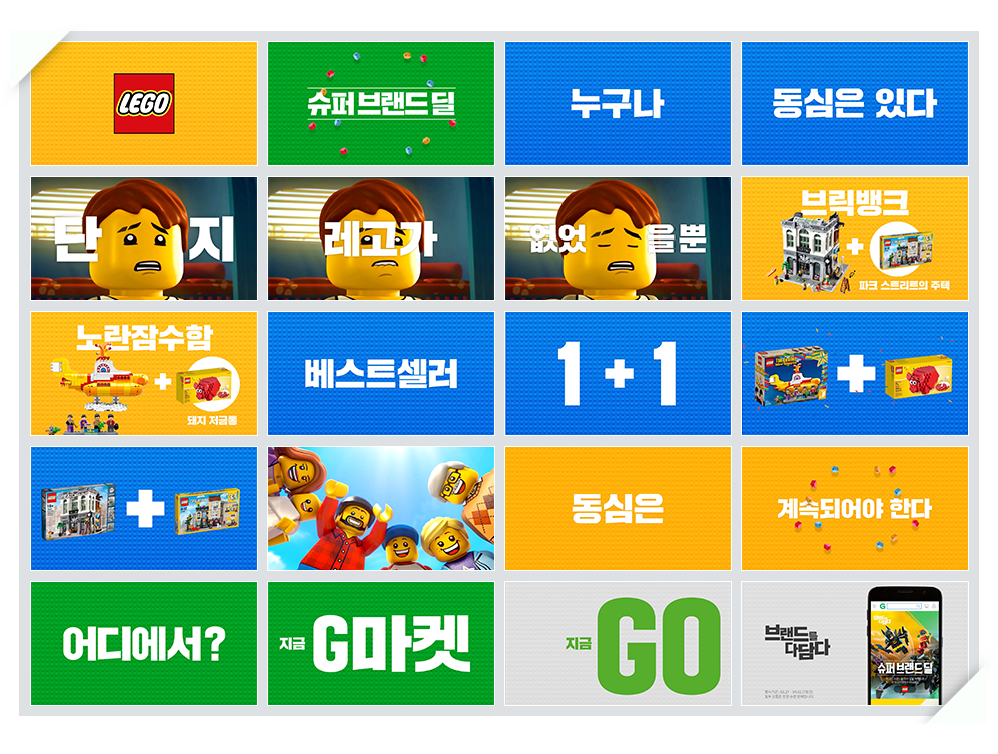 LEGO
슈퍼 브랜드 딜
누구나
동심은 있다
단 지
레고가
없었 을 뿐
브릭뱅크
+
파크 스트리트의 주택
노란잠수함
+
돼지 저금통
베스트셀러
1 + 1
+
+
동심은
계속되어야 한다
어디에서?
지금 G마켓
지금 GO
브랜드를
다담다
G
슈퍼 브랜드 딜
LEGO